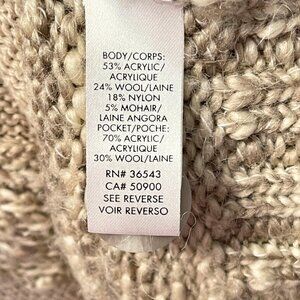 BODY/CORPS:
53% ACRYLIC/
ACRYLIQUE
24% WOOL/LAINE
18% NYLON
5% MOHAIR/
LAINE ANGORA
POCKET/POCHE:
70% ACRYLIC/
ACRYLIQUE
30% WOOL/LAINE
RN# 36543
CA# 50900
SEE REVERSE
VOIR REVERSO